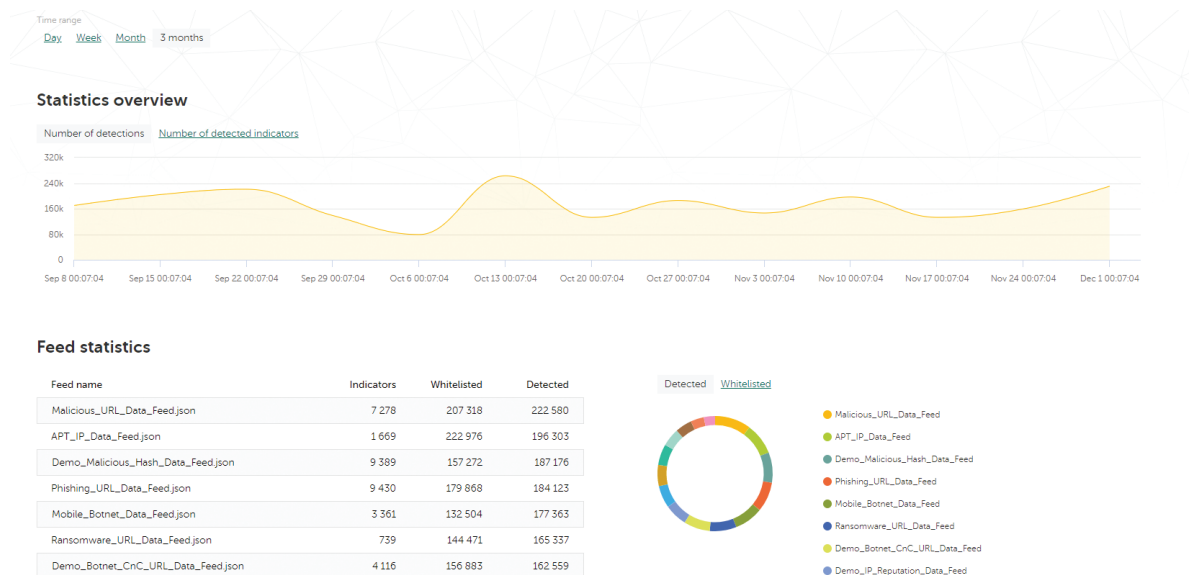 Time range
Day Week Month 3 months
Statistics overview
Number of detections Number of detected indicators
320k
240k
160k
80k
0
Sep 8 00:07:04 Sep 15 00:07:04 Sep 22 00:07:04 Sep 29 00:07:04 Oct 6 00:07:04 Oct 13 00:07:04 Oct 20 00:07:04 Oct 27 00:07:04 Nov 3 00:07:04 Nov 10 00:07:04 Nov 17 00:07:04 Nov 24 00:07:04 Dec 1 00:07:04
Feed statistics
Feed name Indicators Whitelisted Detected
Malicious_URL_Data_Feed.json 7 278 207 318 222 580
APT_IP_Data_Feed.json 1 669 222 976 196 303
Demo_Malicious_Hash_Data_Feed.json 9 389 157 272 187 176
Phishing_URL_Data_Feed.json 9 430 179 868 184 123
Mobile_Botnet_Data_Feed.json 3 361 132 504 177 363
Ransomware_URL_Data_Feed.json 739 144 471 165 337
Demo_Botnet_CnC_URL_Data_Feed.json 4 116 156 883 162 559
Detected Whitelisted
Malicious_URL_Data_Feed
APT_IP_Data_Feed
Demo_Malicious_Hash_Data_Feed
Phishing_URL_Data_Feed
Mobile_Botnet_Data_Feed
Ransomware_URL_Data_Feed
Demo_Botnet_CnC_URL_Data_Feed
Demo_IP_Reputation_Data_Feed